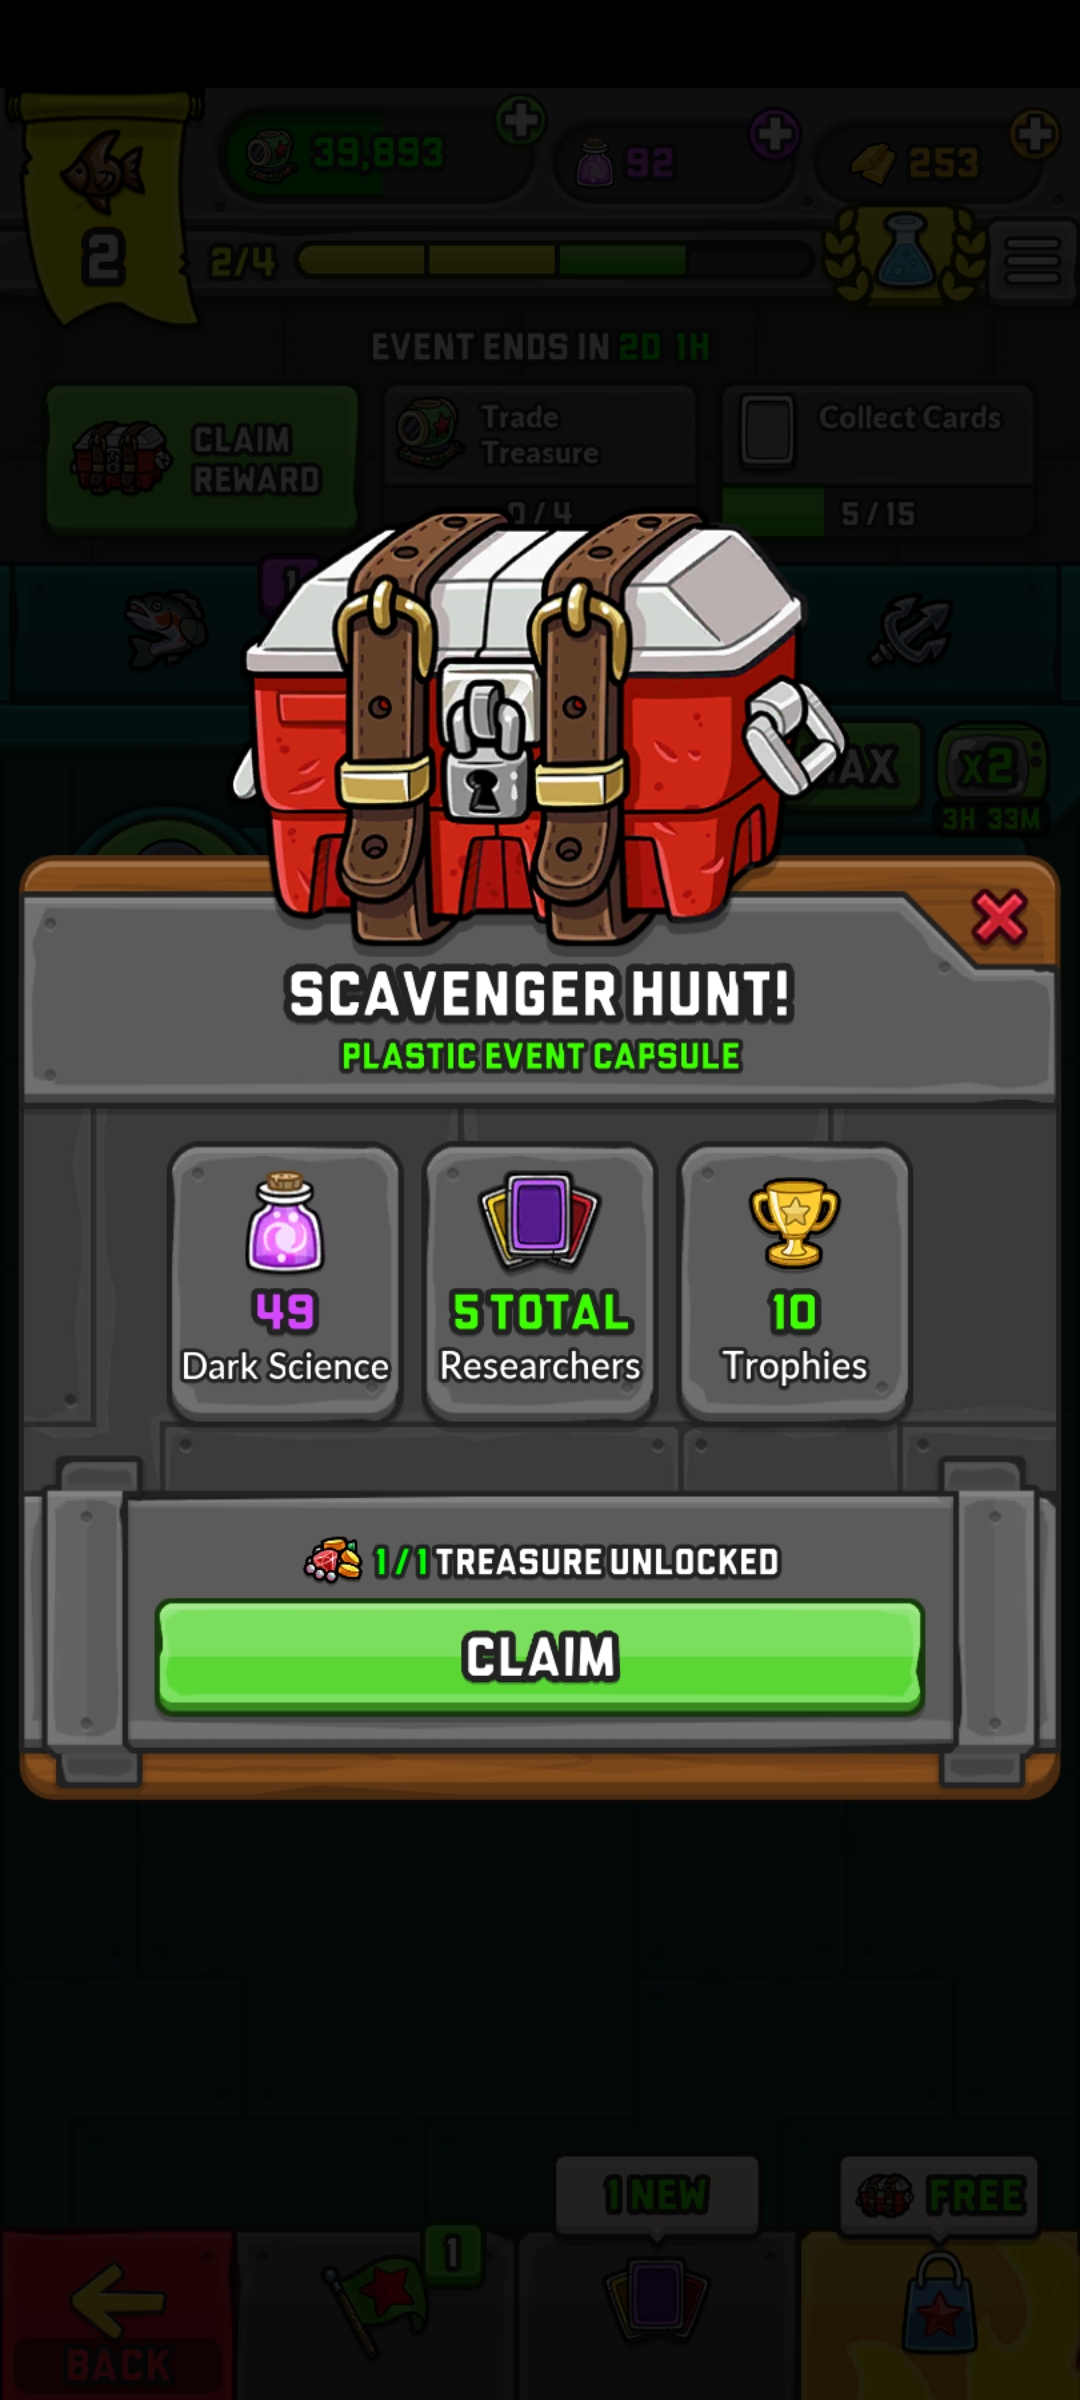 39,893
92
253
2
2/4
EVENT ENDS IN 2D 1H
CLAIM
REWARD
Trade
Treasure
Collect Cards
0/4
5/15
1
MAX
x2
3H 33M
SCAVENGER HUNT!
PLASTIC EVENT CAPSULE
49
Dark Science
5 TOTAL
Researchers
10
Trophies
1/1 TREASURE UNLOCKED
CLAIM
1 NEW
FREE
1
BACK